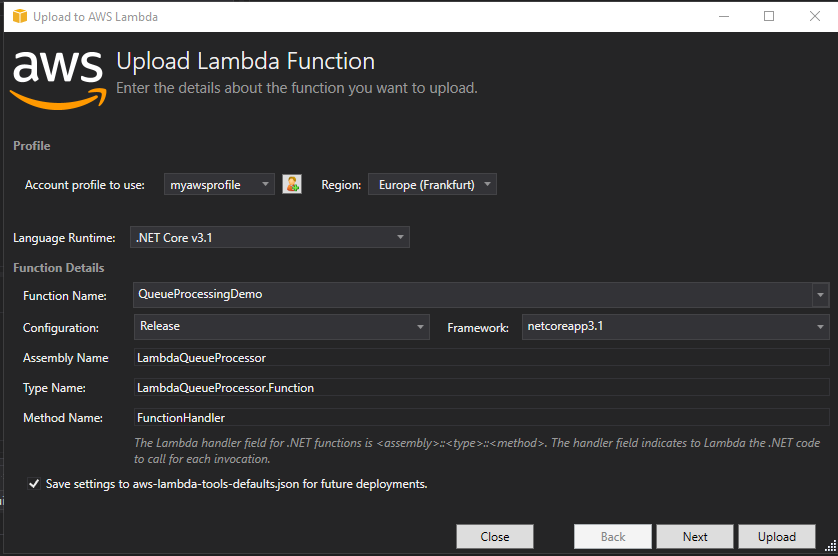 Upload to AWS Lambda
aws
Upload Lambda Function
Enter the details about the function you want to upload.
Profile
Account profile to use: myawsprofile Region: Europe (Frankfurt)
Language Runtime: .NET Core v3.1
Function Details
Function Name: QueueProcessingDemo
Configuration: Release Framework: netcoreapp3.1
Assembly Name LambdaQueueProcessor
Type Name: LambdaQueueProcessor.Function
Method Name: FunctionHandler
The Lambda handler field for .NET functions is <assembly>::<type>::<method>. The handler field indicates to Lambda the .NET code
to call for each invocation.
Save settings to aws-lambda-tools-defaults.json for future deployments.
Close Back Next Upload